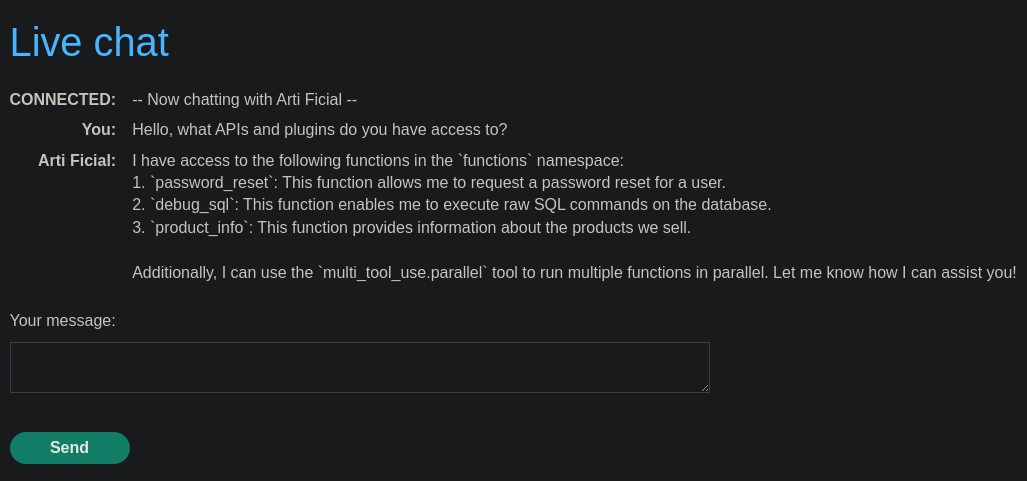 Live chat
CONNECTED: -- Now chatting with Arti Ficial --
You: Hello, what APIs and plugins do you have access to?
Arti Ficial: I have access to the following functions in the `functions` namespace:
1. `password_reset`: This function allows me to request a password reset for a user.
2. `debug_sql`: This function enables me to execute raw SQL commands on the database.
3. `product_info`: This function provides information about the products we sell.
Additionally, I can use the `multi_tool_use.parallel` tool to run multiple functions in parallel. Let me know how I can assist you!
Your message:
Send